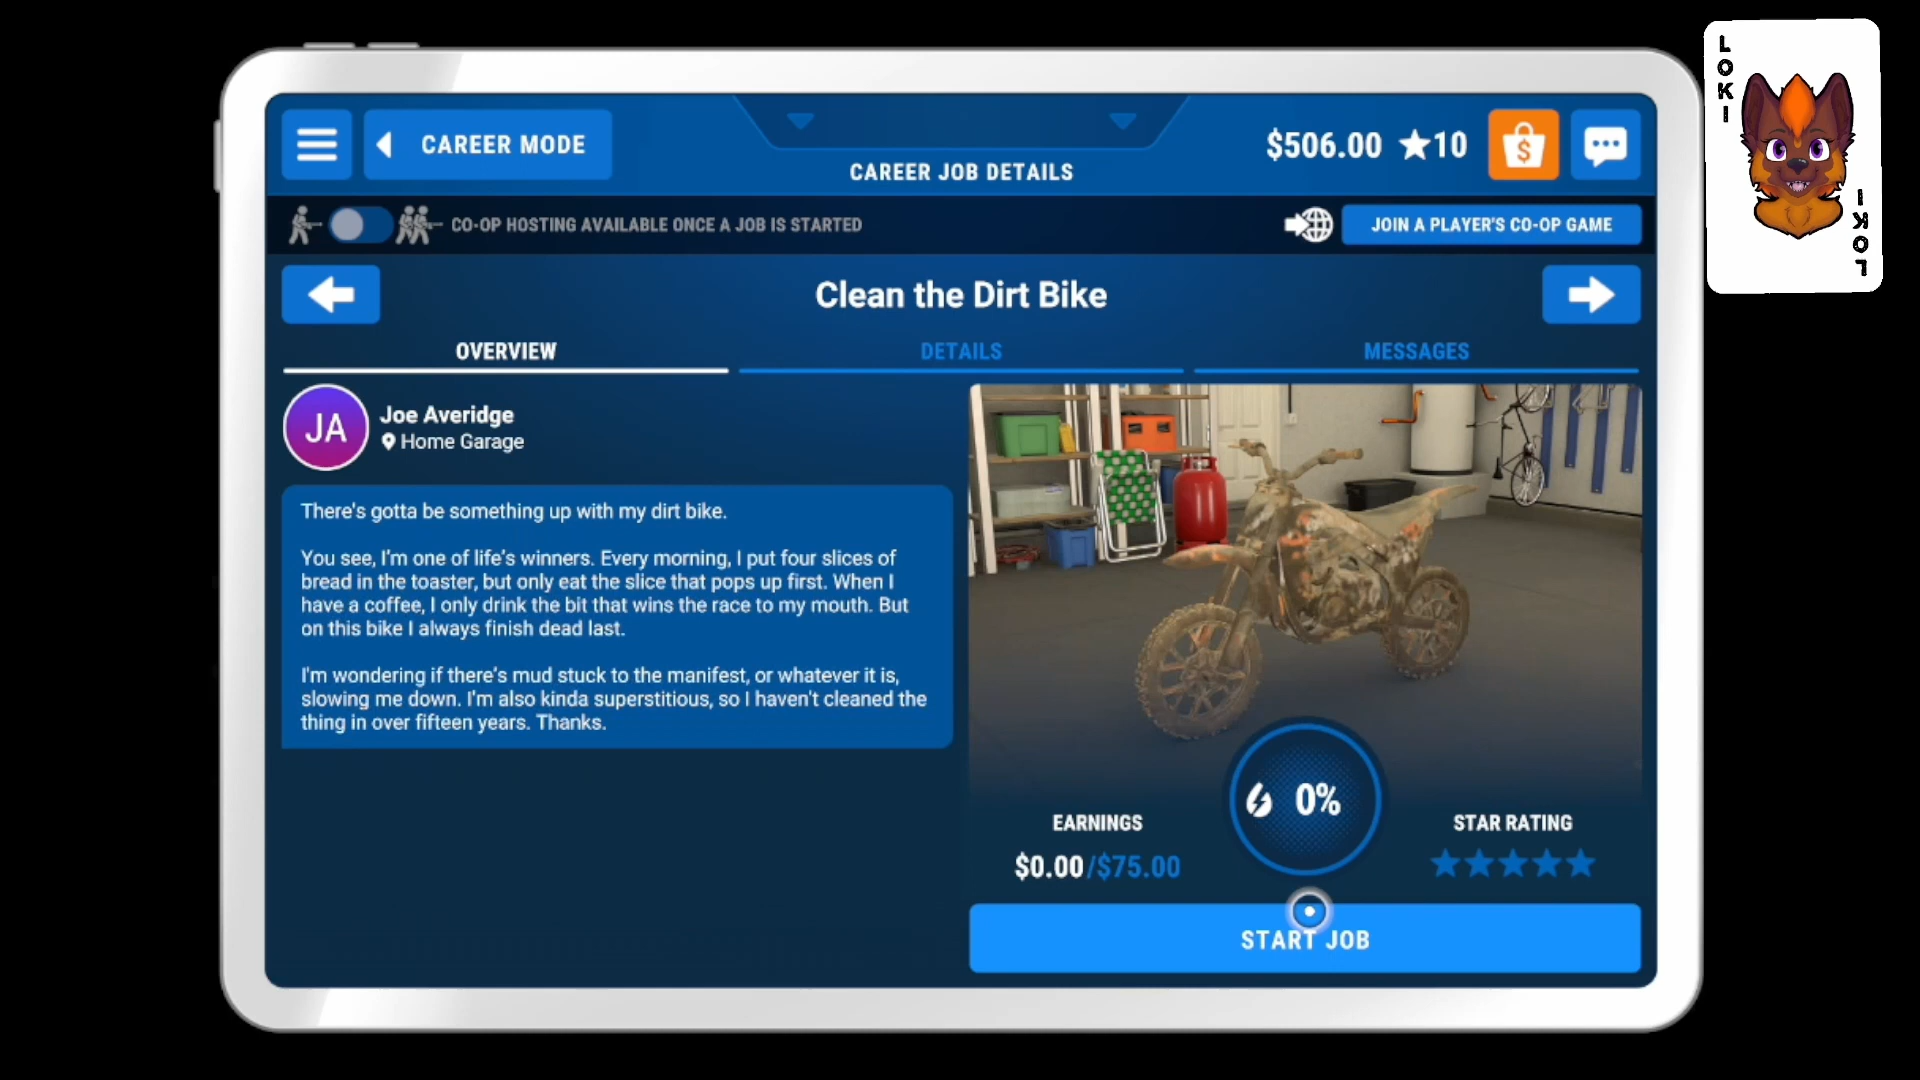 LOKI
CAREER MODE
CAREER JOB DETAILS
$506.00 ★10
$
CO-OP HOSTING AVAILABLE ONCE A JOB IS STARTED
JOIN A PLAYER'S CO-OP GAME
LOKI
Clean the Dirt Bike
OVERVIEW
DETAILS
MESSAGES
JA
Joe Averidge
Home Garage
There's gotta be something up with my dirt bike.
You see, I'm one of life's winners. Every morning, I put four slices of
bread in the toaster, but only eat the slice that pops up first. When I
have a coffee, I only drink the bit that wins the race to my mouth. But
on this bike I always finish dead last.
I'm wondering if there's mud stuck to the manifest, or whatever it is,
slowing me down. I'm also kinda superstitious, so I haven't cleaned the
thing in over fifteen years. Thanks.
0%
EARNINGS
$0.00/$75.00
STAR RATING
START JOB